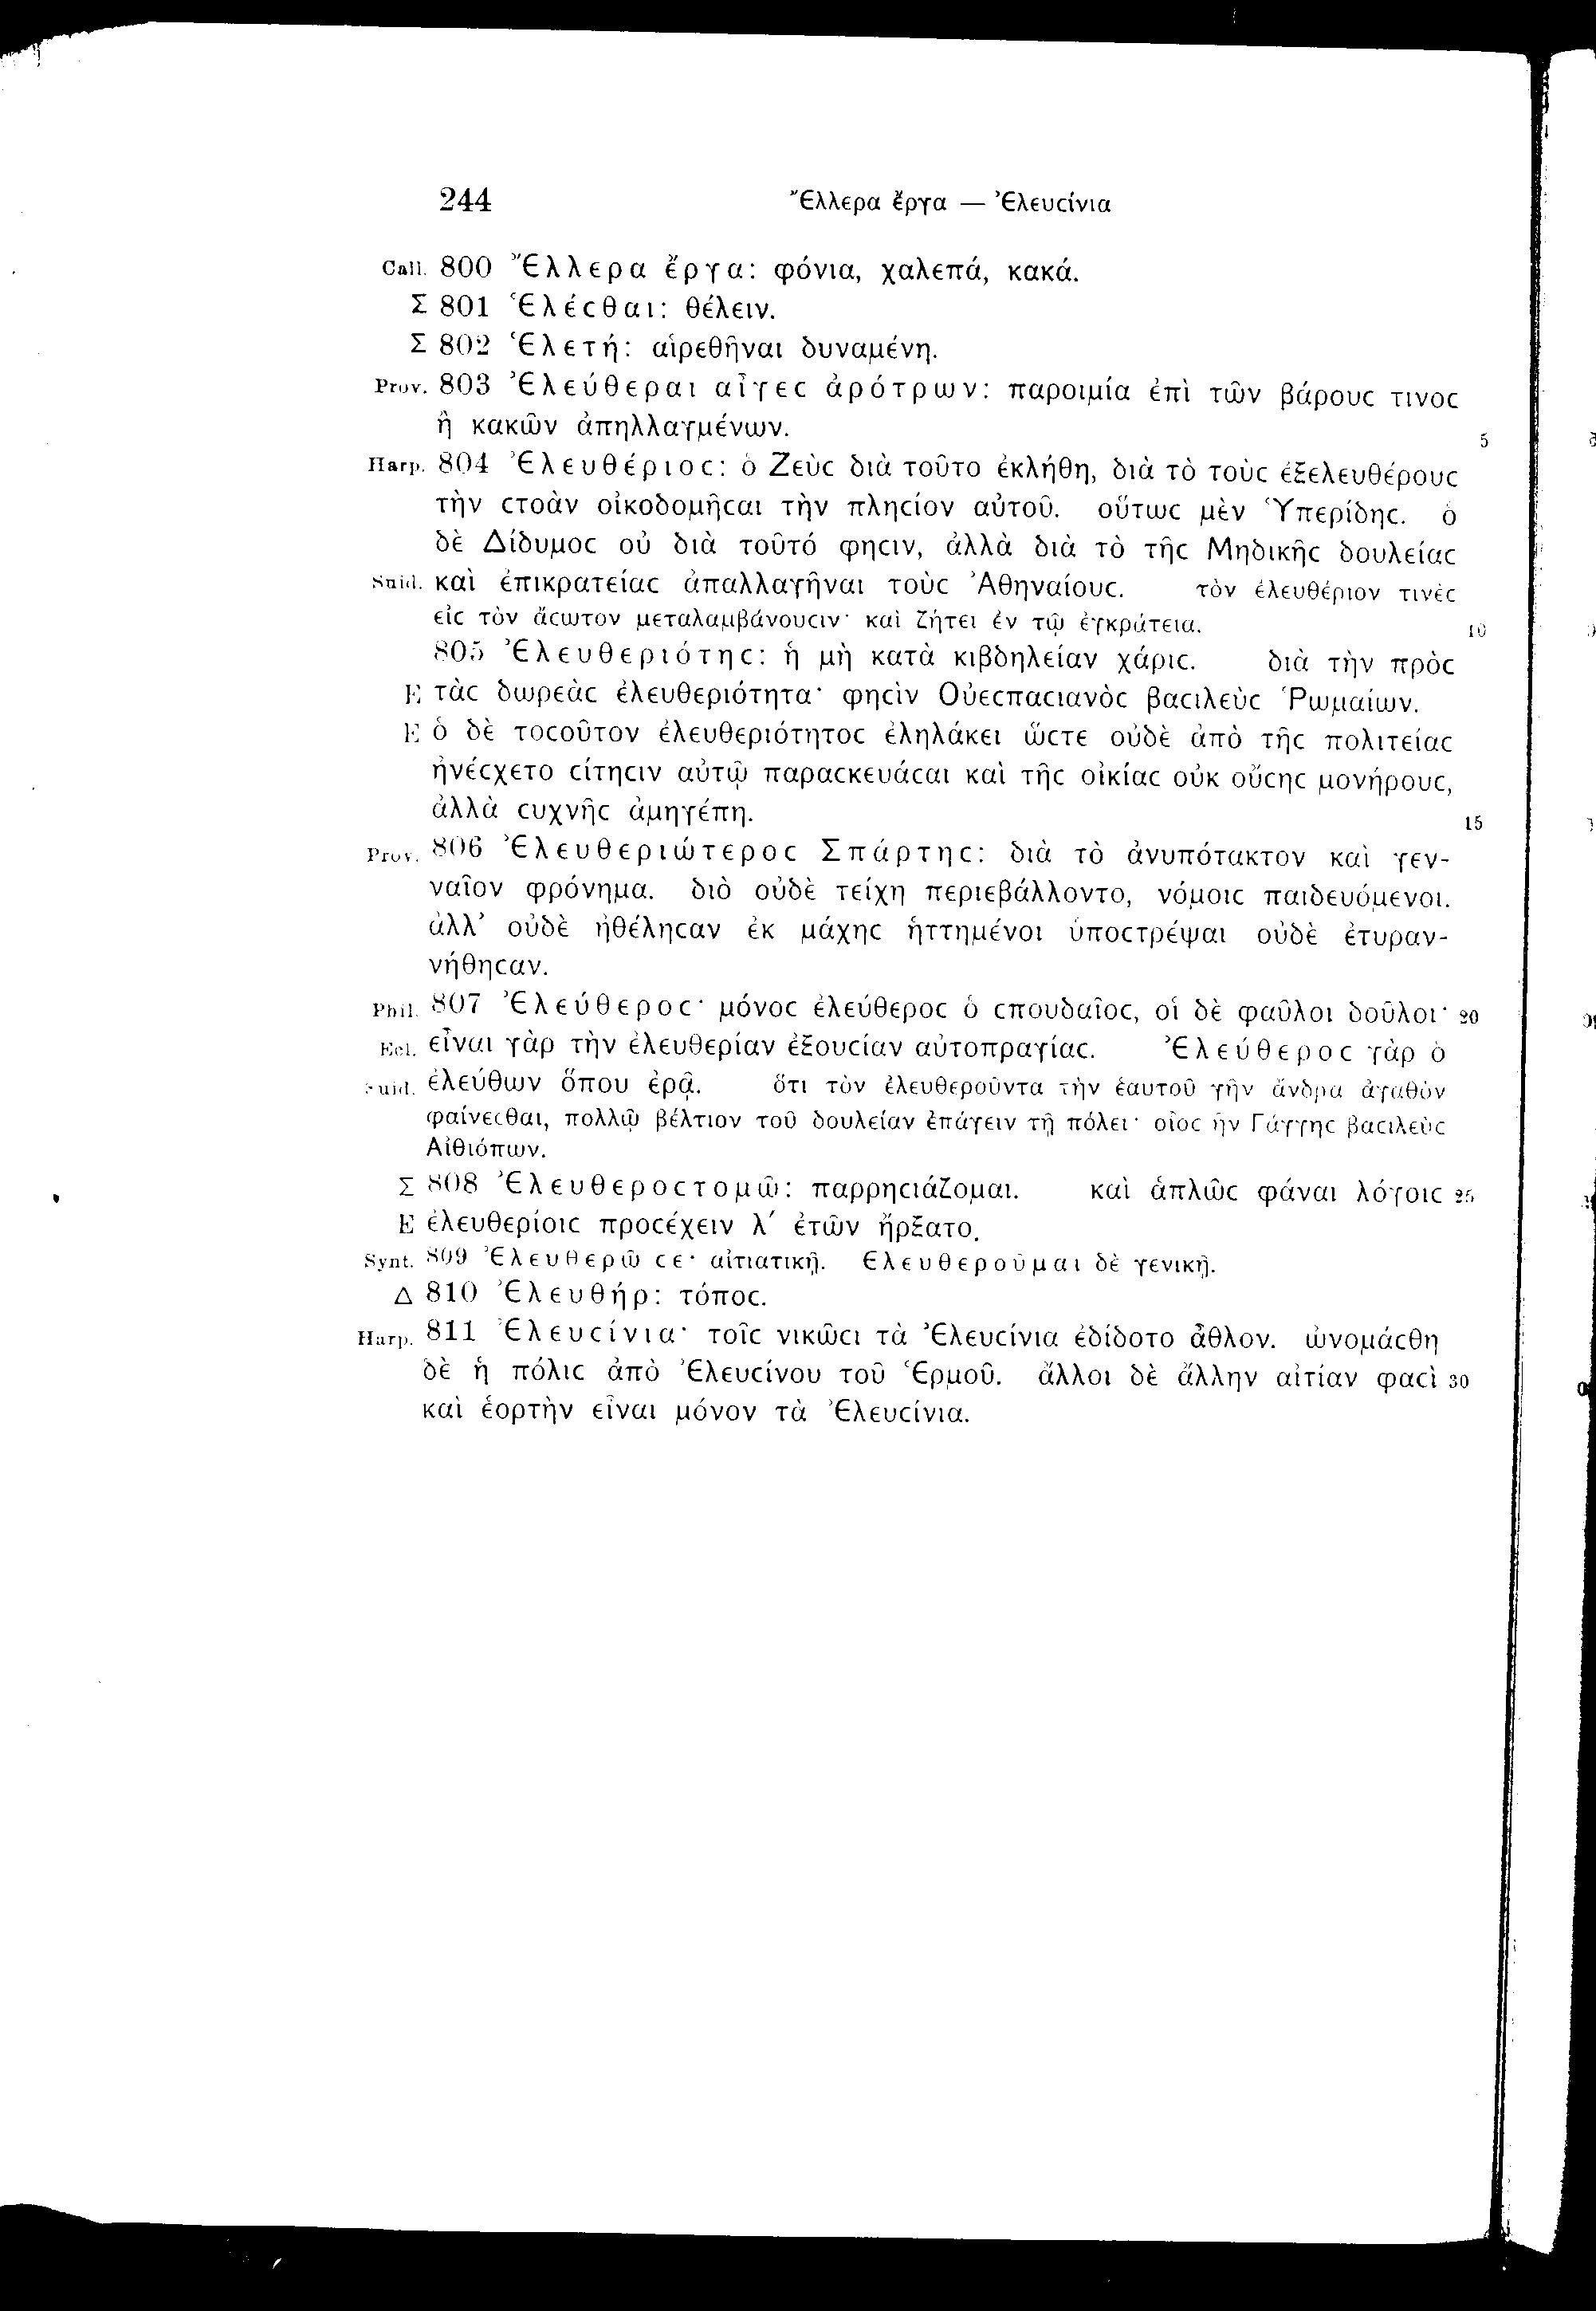 244 Ἔλλερα ἔργα — Ἐλευϲίνια
Call. 800 Ἔλλερα ἔργα: φόνια, χαλεπά, κακά.
Σ 801 Ἑλέϲθαι: θέλειν.
Σ 802 Ἑλετή: αἱρεθῆναι δυναμένη.
Prov. 803 Ἐλεύθεραι αἶγεϲ ἀρότρων: παροιμία ἐπὶ τῶν βάρουϲ τινοϲ
ἢ κακῶν ἀπηλλαγμένων. 5
Harp. 804 Ἐλευθέριοϲ: ὁ Ζεὺϲ διὰ τοῦτο ἐκλήθη, διὰ τὸ τοὺϲ ἐξελευθέρουϲ
τὴν ϲτοὰν οἰκοδομῆϲαι τὴν πληϲίον αὐτοῦ. οὕτωϲ μὲν Ὑπερίδηϲ. ὁ
δὲ Δίδυμοϲ οὐ διὰ τοῦτό φηϲιν, ἀλλὰ διὰ τὸ τῆϲ Μηδικῆϲ δουλείαϲ
Suid. καὶ ἐπικρατείαϲ ἀπαλλαγῆναι τοὺϲ Ἀθηναίουϲ. τὸν ἐλευθέριον τινὲϲ
εἰϲ τὸν ἄϲωτον μεταλαμβάνουϲιν· καὶ ζήτει ἐν τῷ ἐγκράτεια. 10
805 Ἐλευθεριότηϲ: ἡ μὴ κατὰ κιβδηλείαν χάριϲ. διὰ τὴν πρὸϲ
E τὰϲ δωρεὰϲ ἐλευθεριότητα· φηϲὶν Οὐεϲπαϲιανὸϲ βαϲιλεὺϲ Ῥωμαίων.
E ὁ δὲ τοϲοῦτον ἐλευθεριότητοϲ ἐληλάκει ὥϲτε οὐδὲ ἀπὸ τῆϲ πολιτείαϲ
ἠνέϲχετο ϲίτηϲιν αὐτῷ παραϲκευάϲαι καὶ τῆϲ οἰκίαϲ οὐκ οὔϲηϲ μονήρουϲ,
ἀλλὰ ϲυχνῆϲ ἁμηγέπη. 15
Prov. 806 Ἐλευθεριώτεροϲ Σπάρτηϲ: διὰ τὸ ἀνυπότακτον καὶ γεν-
ναῖον φρόνημα. διὸ οὐδὲ τείχη περιεβάλλοντο, νόμοιϲ παιδευόμενοι.
ἀλλ’ οὐδὲ ἠθέληϲαν ἐκ μάχηϲ ἡττημένοι ὑποϲτρέψαι οὐδὲ ἐτυραν-
νήθηϲαν.
Phil. 807 Ἐλεύθεροϲ· μόνοϲ ἐλεύθεροϲ ὁ ϲπουδαῖοϲ, οἱ δὲ φαῦλοι δοῦλοι· 20
Ecl. εἶναι γὰρ τὴν ἐλευθερίαν ἐξουϲίαν αὐτοπραγίαϲ. Ἐλεύθεροϲ γὰρ ὁ
Suid. ἐλεύθων ὅπου ἐρᾷ. ὅτι τὸν ἐλευθεροῦντα τὴν ἑαυτοῦ γῆν ἄνδρα ἀγαθὸν
φαίνεϲθαι, πολλῷ βέλτιον τοῦ δουλείαν ἐπάγειν τῇ πόλει· οἷοϲ ἦν Γάγγηϲ βαϲιλεὺϲ
Αἰθιόπων.
Σ 808 Ἐλευθεροϲτομῶ: παρρηϲιάζομαι. καὶ ἁπλῶϲ φάναι λόγοιϲ 25
E ἐλευθερίοιϲ προϲέχειν λ′ ἐτῶν ἤρξατο.
Synt. 809 Ἐλευθερῶ ϲε· αἰτιατικῇ. Ἐλευθεροῦμαι δὲ γενικῇ.
Δ 810 Ἐλευθήρ: τόποϲ.
Harp. 811 Ἐλευϲίνια· τοῖϲ νικῶϲι τὰ Ἐλευϲίνια ἐδίδοτο ἆθλον. ὠνομάϲθη
δὲ ἡ πόλιϲ ἀπὸ Ἐλευϲίνου τοῦ Ἑρμοῦ. ἄλλοι δὲ ἄλλην αἰτίαν φαϲὶ 30
καὶ ἑορτὴν εἶναι μόνον τὰ Ἐλευϲίνια.